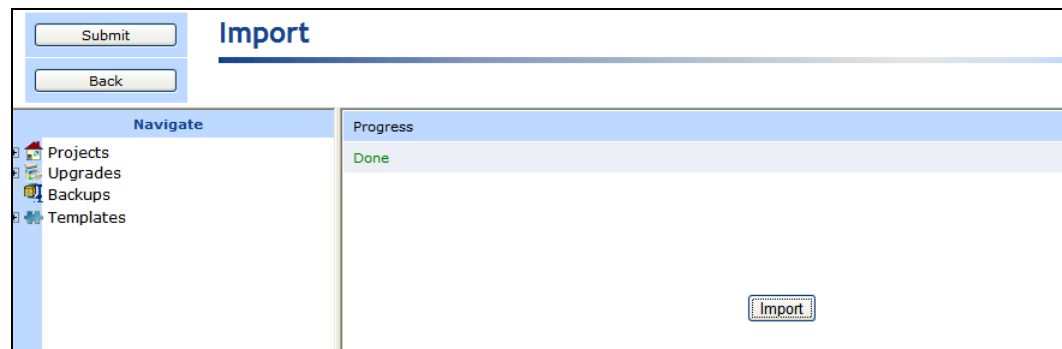 Submit
Import
Back
Navigate
Projects
Upgrades
Backups
Templates
Progress
Done
Import